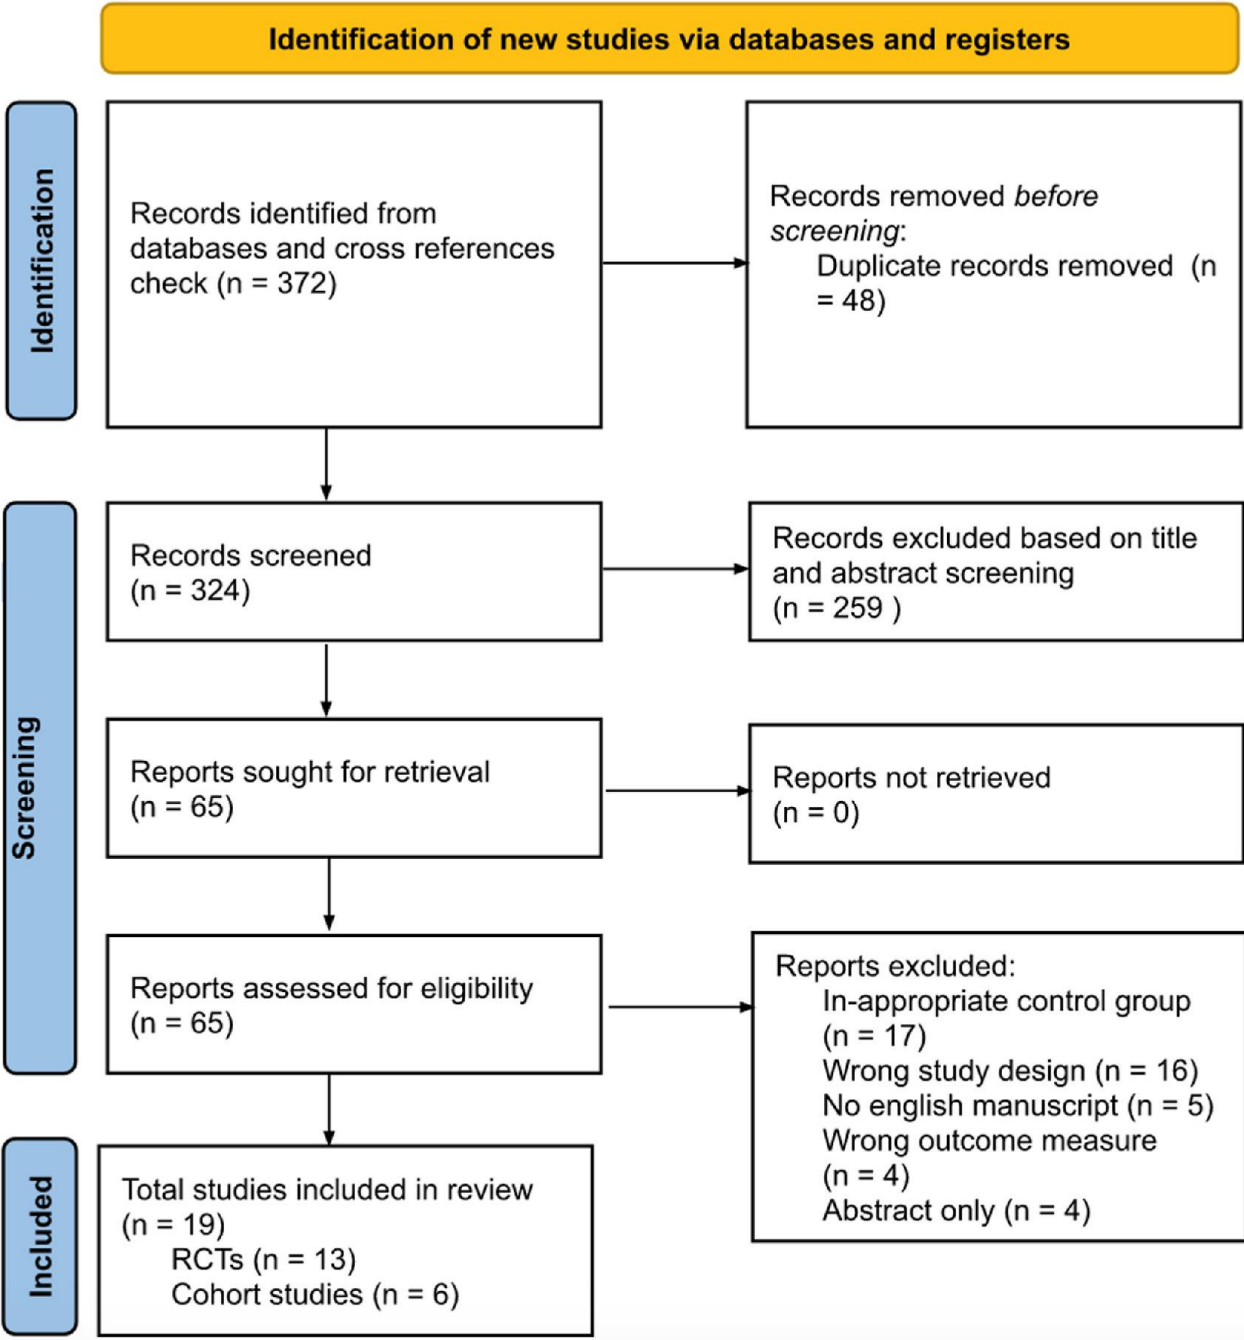 Identification of new studies via databases and registers
Identification
Records identified from
databases and cross references
check (n = 372)
Records removed before
screening:
Duplicate records removed (n
= 48)
Screening
Records screened
(n = 324)
Records excluded based on title
and abstract screening
(n = 259 )
Reports sought for retrieval
(n = 65)
Reports not retrieved
(n = 0)
Reports assessed for eligibility
(n = 65)
Reports excluded:
In-appropriate control group
(n = 17)
Wrong study design (n = 16)
No english manuscript (n = 5)
Wrong outcome measure
(n = 4)
Abstract only (n = 4)
Included
Total studies included in review
(n = 19)
RCTs (n = 13)
Cohort studies (n = 6)